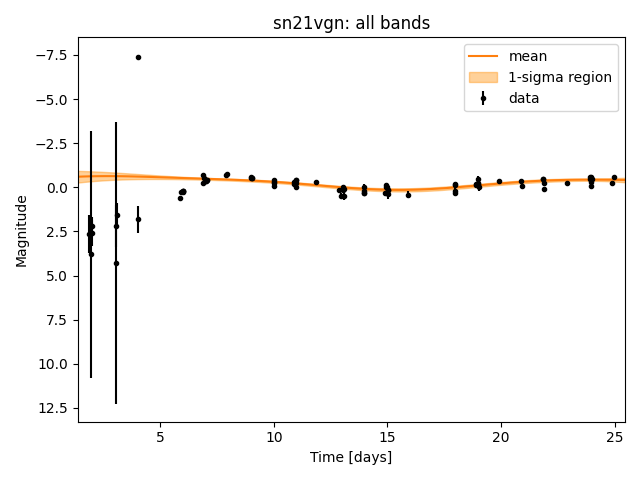 sn21vgn: all bands
mean
1-sigma region
data
Magnitude
−7.5
−5.0
−2.5
0.0
2.5
5.0
7.5
10.0
12.5
5
10
15
20
25
Time [days]